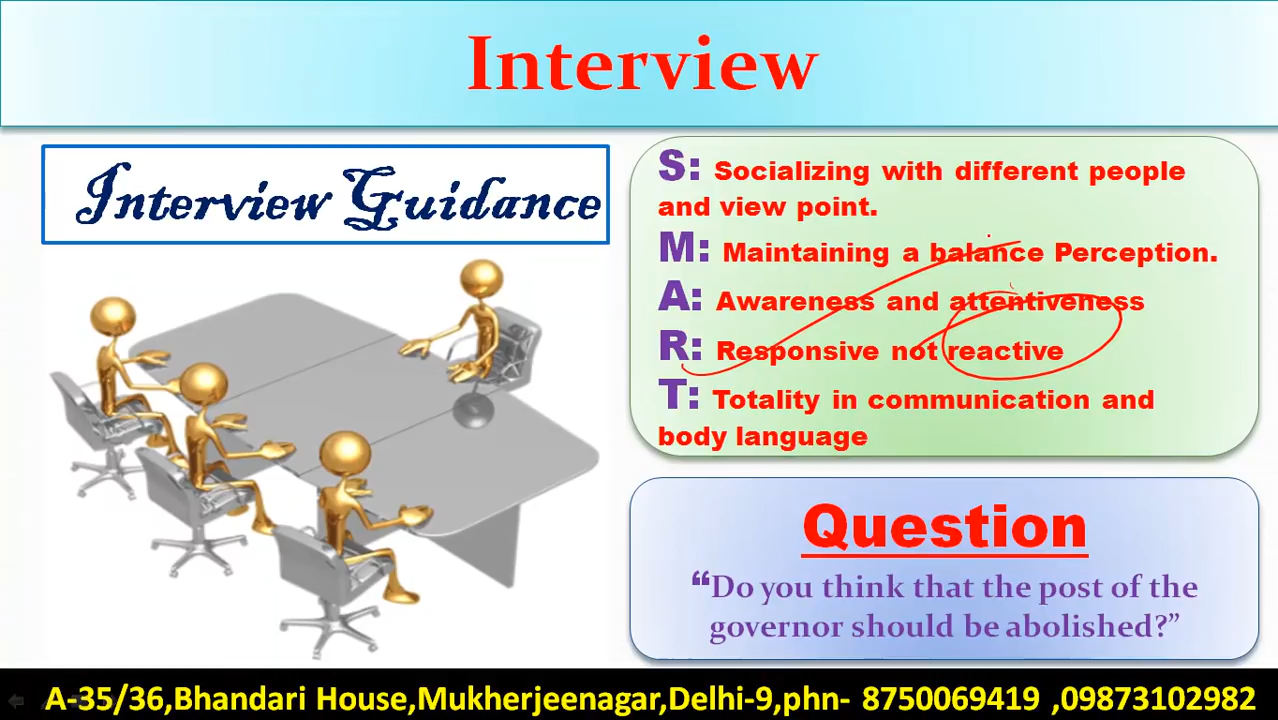 Interview
Interview Guidance
S: Socializing with different people
and view point.
M: Maintaining a balance Perception.
A: Awareness and attentiveness
R: Responsive not reactive
T: Totality in communication and
body language
Question
“Do you think that the post of the
governor should be abolished?”
A-35/36,Bhandari House,Mukherjeenagar,Delhi-9,phn- 8750069419 ,09873102982